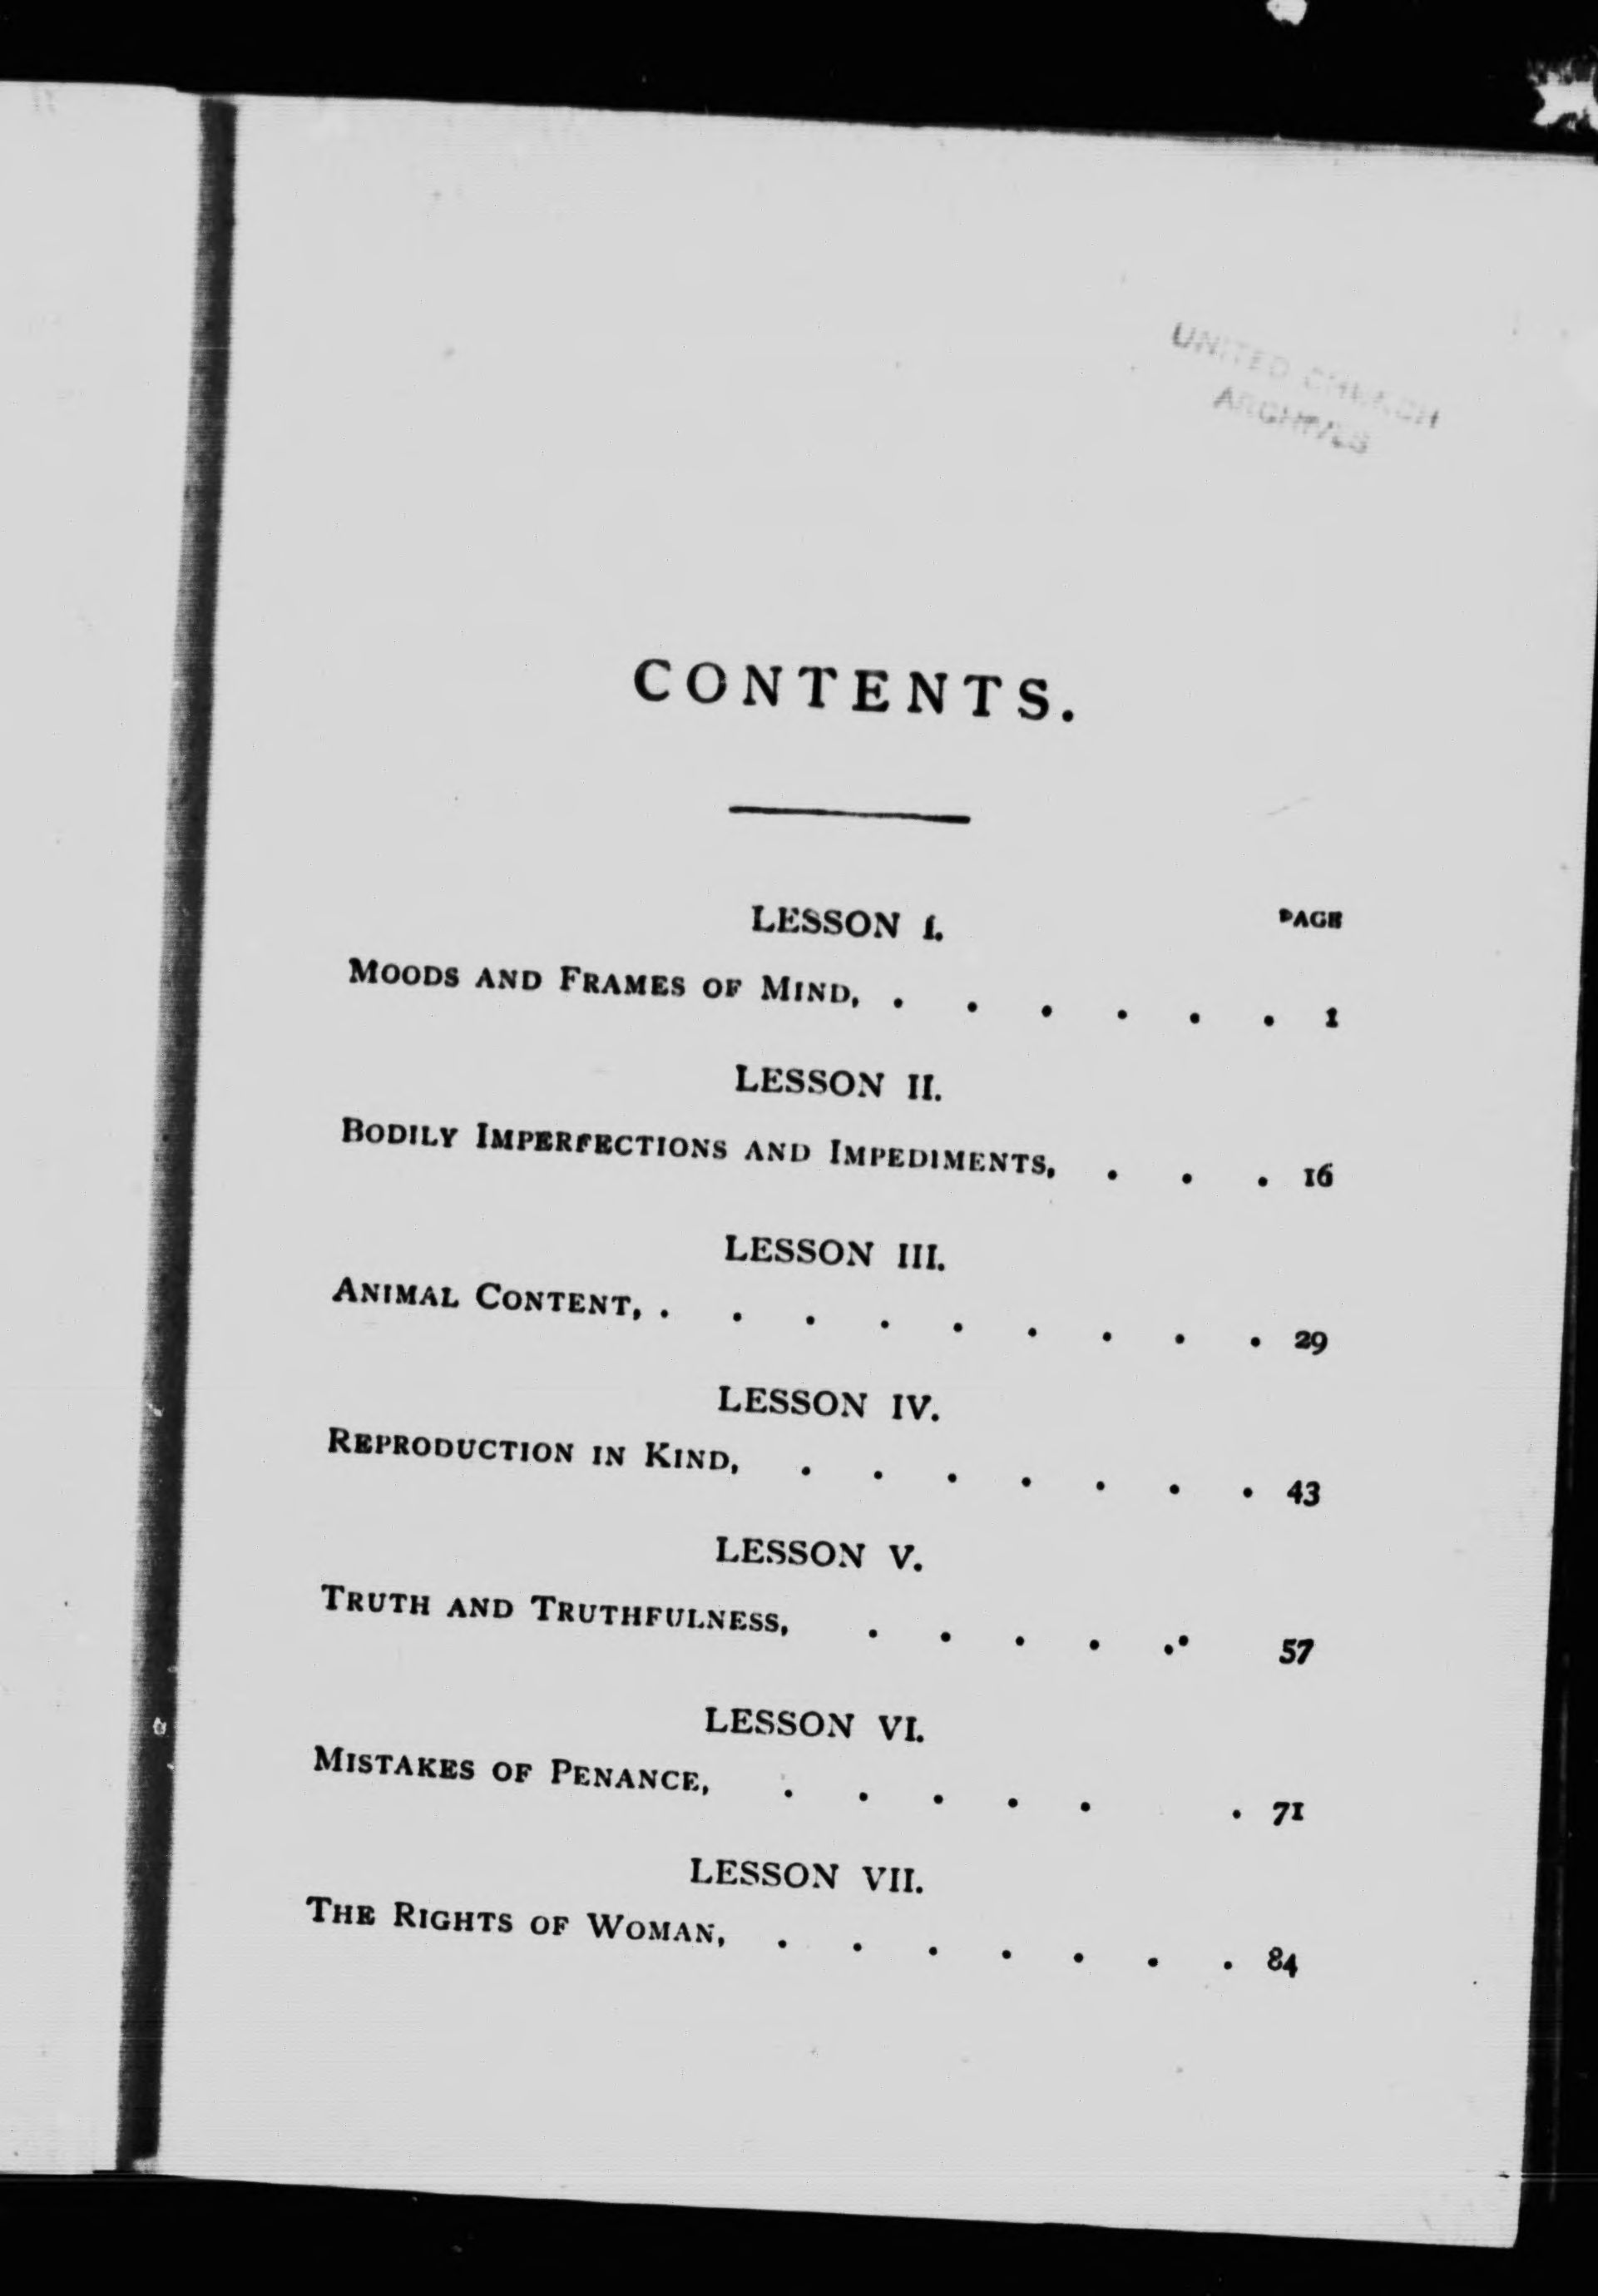 UNITED CHURCH
ARCHIVES
CONTENTS.
LESSON I. PAGE
MOODS AND FRAMES OF MIND, . . . . . . 1
LESSON II.
BODILY IMPERFECTIONS AND IMPEDIMENTS, . . . 16
LESSON III.
ANIMAL CONTENT, . . . . . . . . . 29
LESSON IV.
REPRODUCTION IN KIND, . . . . . . . 43
LESSON V.
TRUTH AND TRUTHFULNESS, . . . . . . 57
LESSON VI.
MISTAKES OF PENANCE, . . . . . . 71
LESSON VII.
THE RIGHTS OF WOMAN, . . . . . . . 84